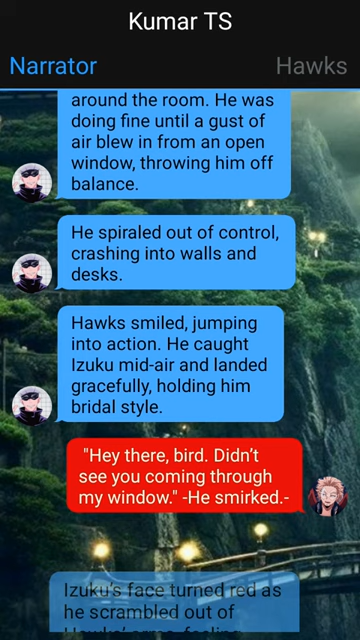 Kumar TS
Narrator
Hawks
around the room. He was
doing fine until a gust of
air blew in from an open
window, throwing him off
balance.
He spiraled out of control,
crashing into walls and
desks.
Hawks smiled, jumping
into action. He caught
Izuku mid-air and landed
gracefully, holding him
bridal style.
"Hey there, bird. Didn't
see you coming through
my window." -He smirked.-
Izuku's face turned red as
he scrambled out of
Hawks' arms, feeling